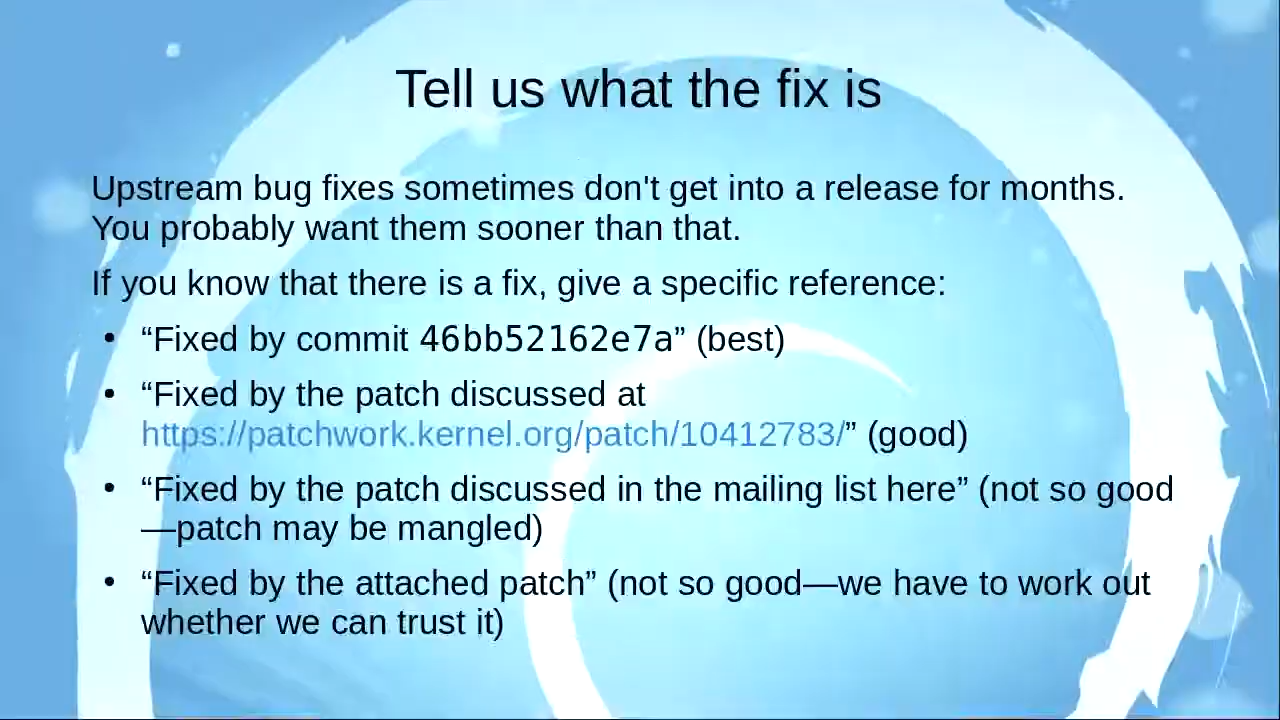 Tell us what the fix is
Upstream bug fixes sometimes don't get into a release for months.
You probably want them sooner than that.
If you know that there is a fix, give a specific reference:
• “Fixed by commit 46bb52162e7a” (best)
• “Fixed by the patch discussed at
https://patchwork.kernel.org/patch/10412783/” (good)
• “Fixed by the patch discussed in the mailing list here” (not so good
—patch may be mangled)
• “Fixed by the attached patch” (not so good—we have to work out
whether we can trust it)